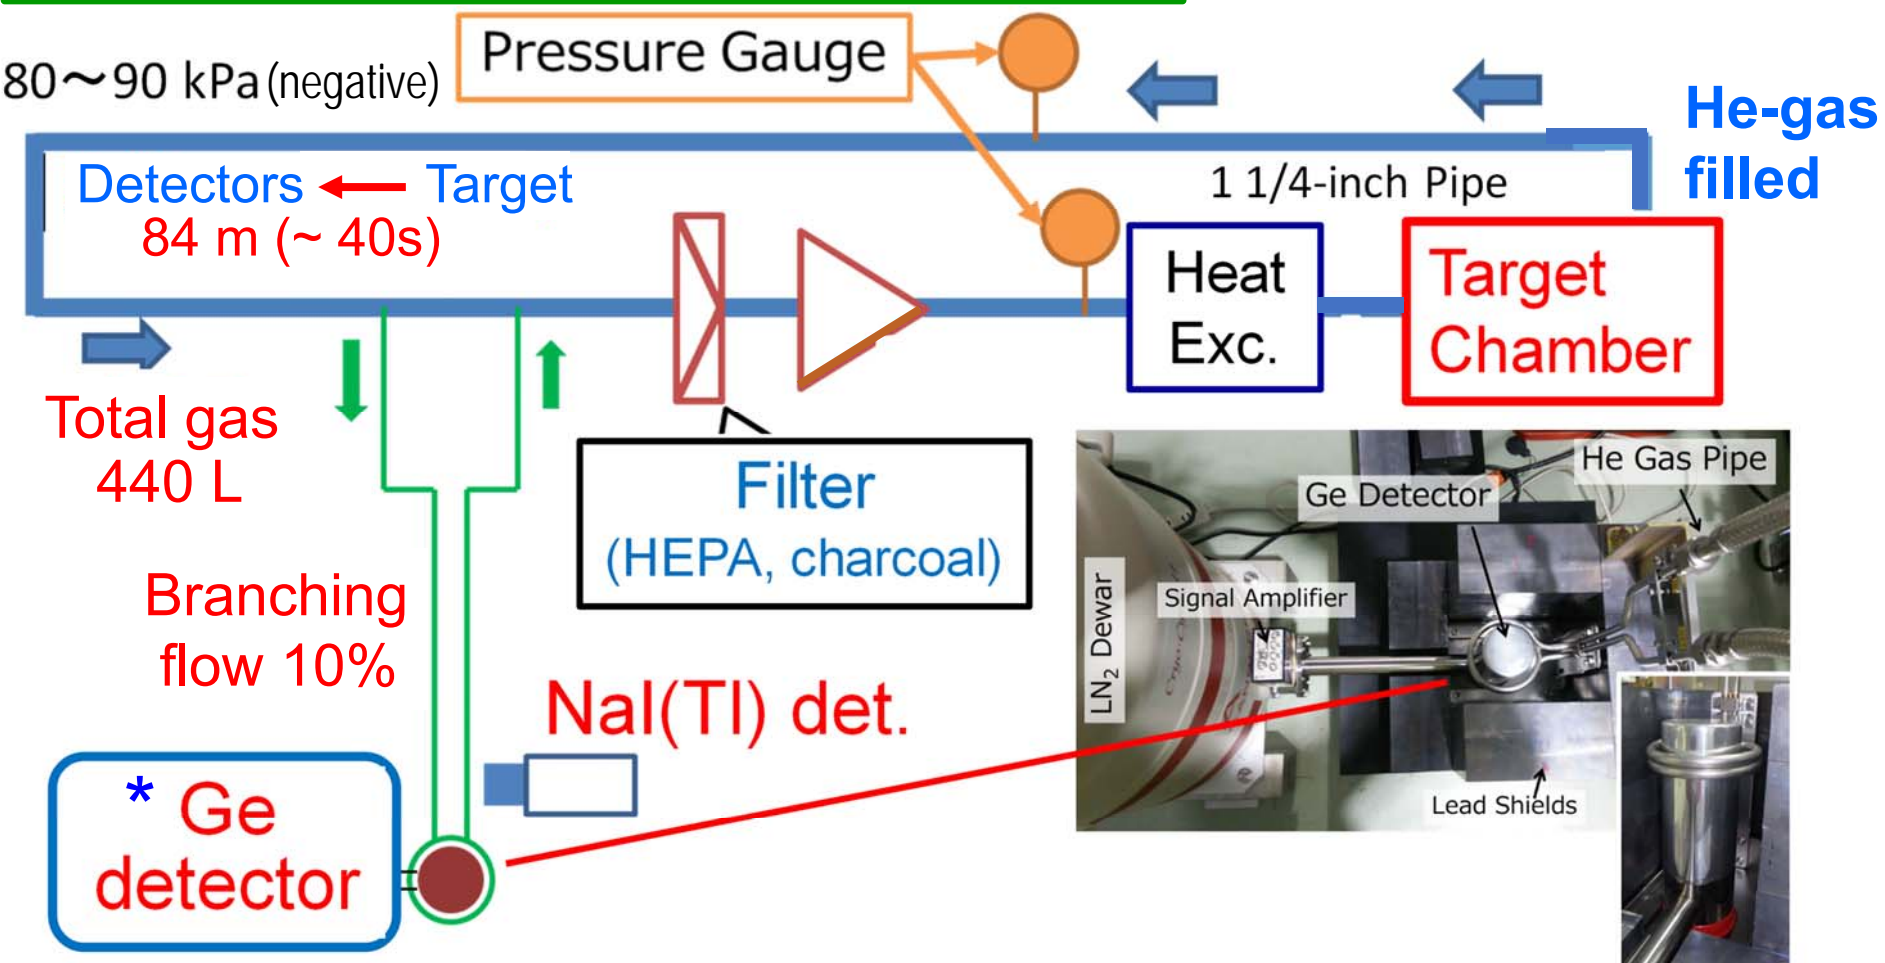 Pressure Gauge
80～90 kPa (negative)
He-gas
filled
Detectors ← Target
84 m (~ 40s)
1 1/4-inch Pipe
Heat
Exc.
Target
Chamber
Total gas
440 L
Filter
(HEPA, charcoal)
Branching
flow 10%
NaI(Tl) det.
* Ge
detector
He Gas Pipe
Ge Detector
Signal Amplifier
LN2 Dewar
Lead Shields